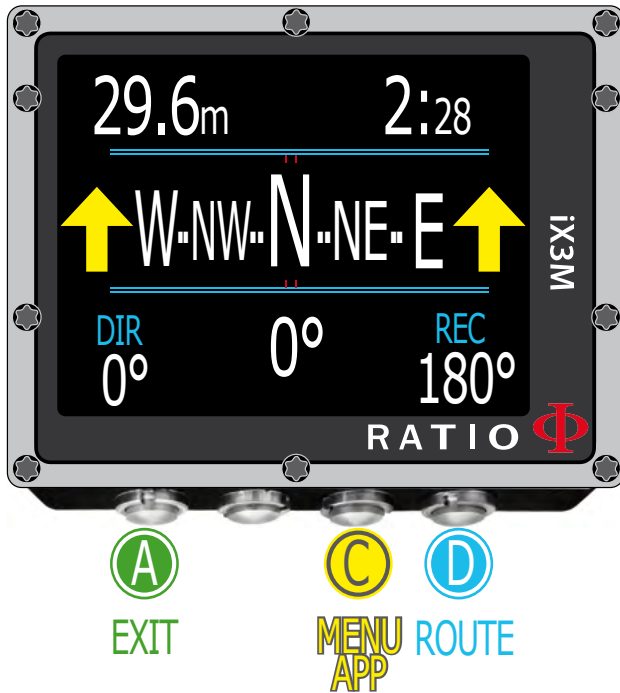 29.6m 2:28
W NW N NE E
DIR 0° REC
0° 180°
iX3M
RATIO
A C D
EXIT MENU ROUTE
APP